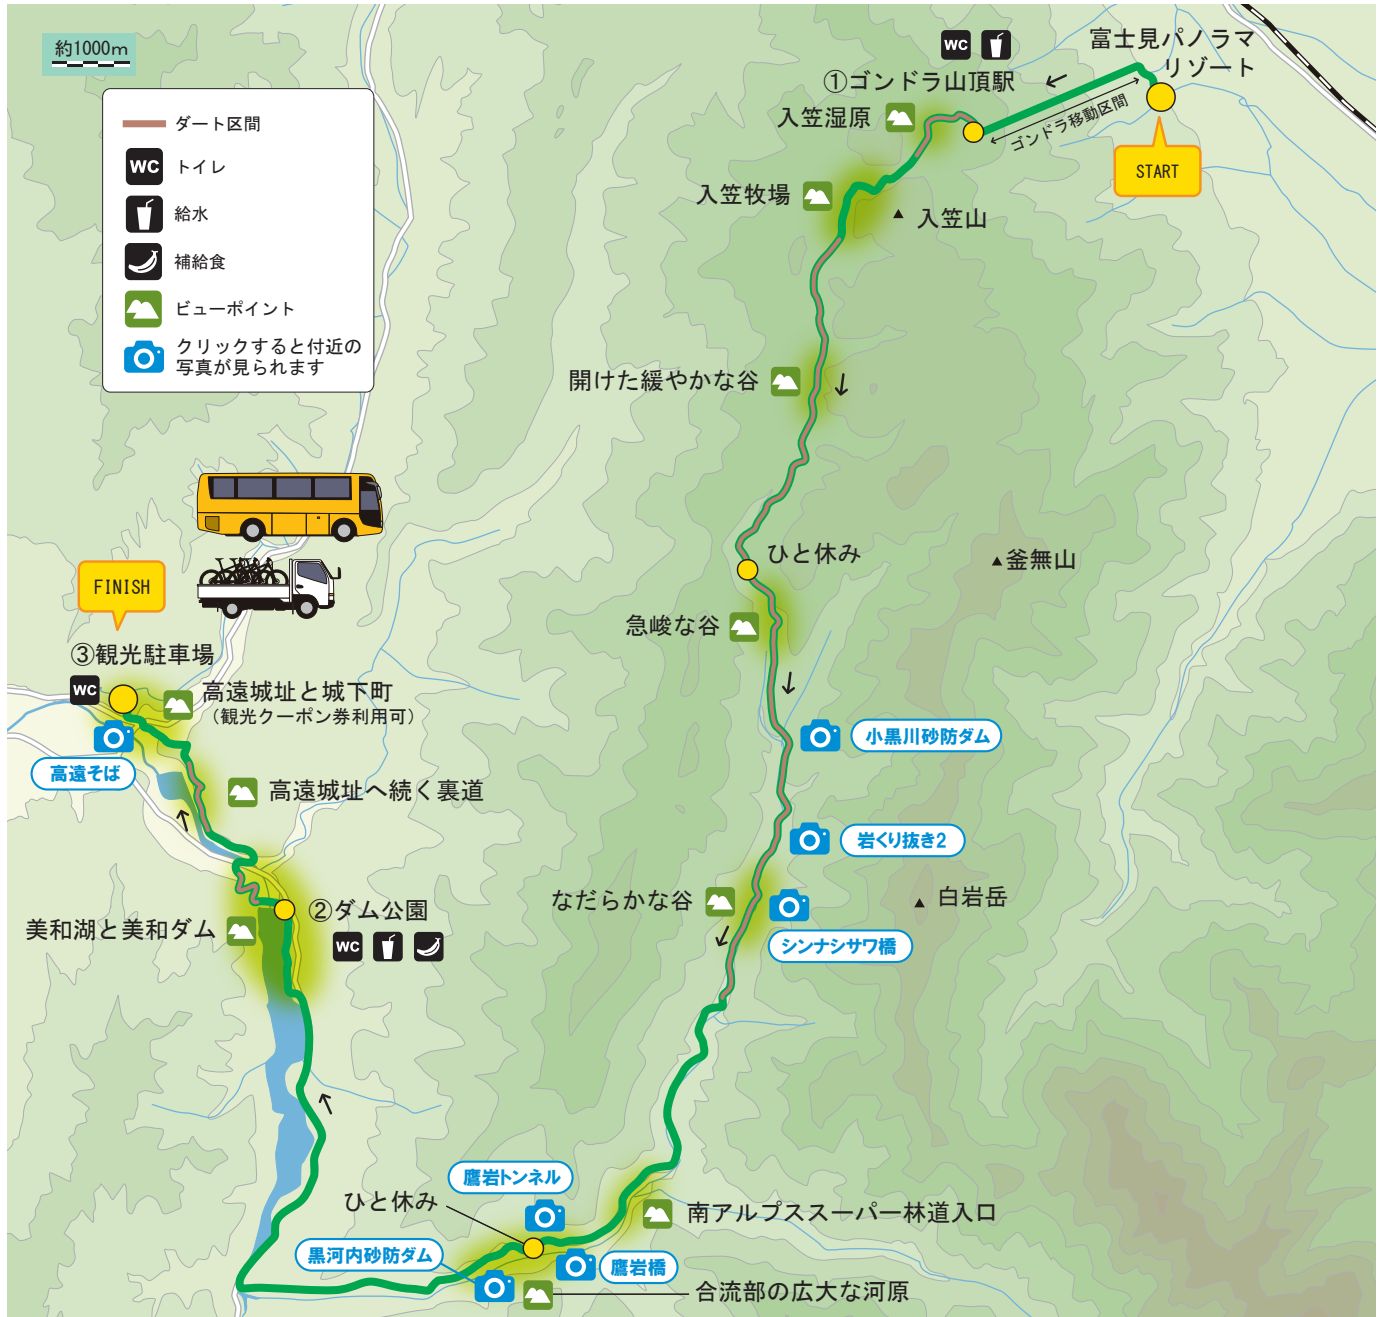 約1000m
ダート区間
WC
トイレ
給水
補給食
ビューポイント
クリックすると付近の
写真が見られます
富士見パノラマ
リゾート
WC
①ゴンドラ山頂駅
ゴンドラ移動区間
START
入笠湿原
入笠牧場
入笠山
開けた緩やかな谷
ひと休み
釜無山
急峻な谷
小黒川砂防ダム
岩くり抜き2
なだらかな谷
白岩岳
シンナシサワ橋
FINISH
③観光駐車場
WC
高遠城址と城下町
(観光クーポン券利用可)
高遠そば
高遠城址へ続く裏道
②ダム公園
美和湖と美和ダム
WC
鷹岩トンネル
ひと休み
南アルプススーパー林道入口
黒河内砂防ダム
鷹岩橋
合流部の広大な河原